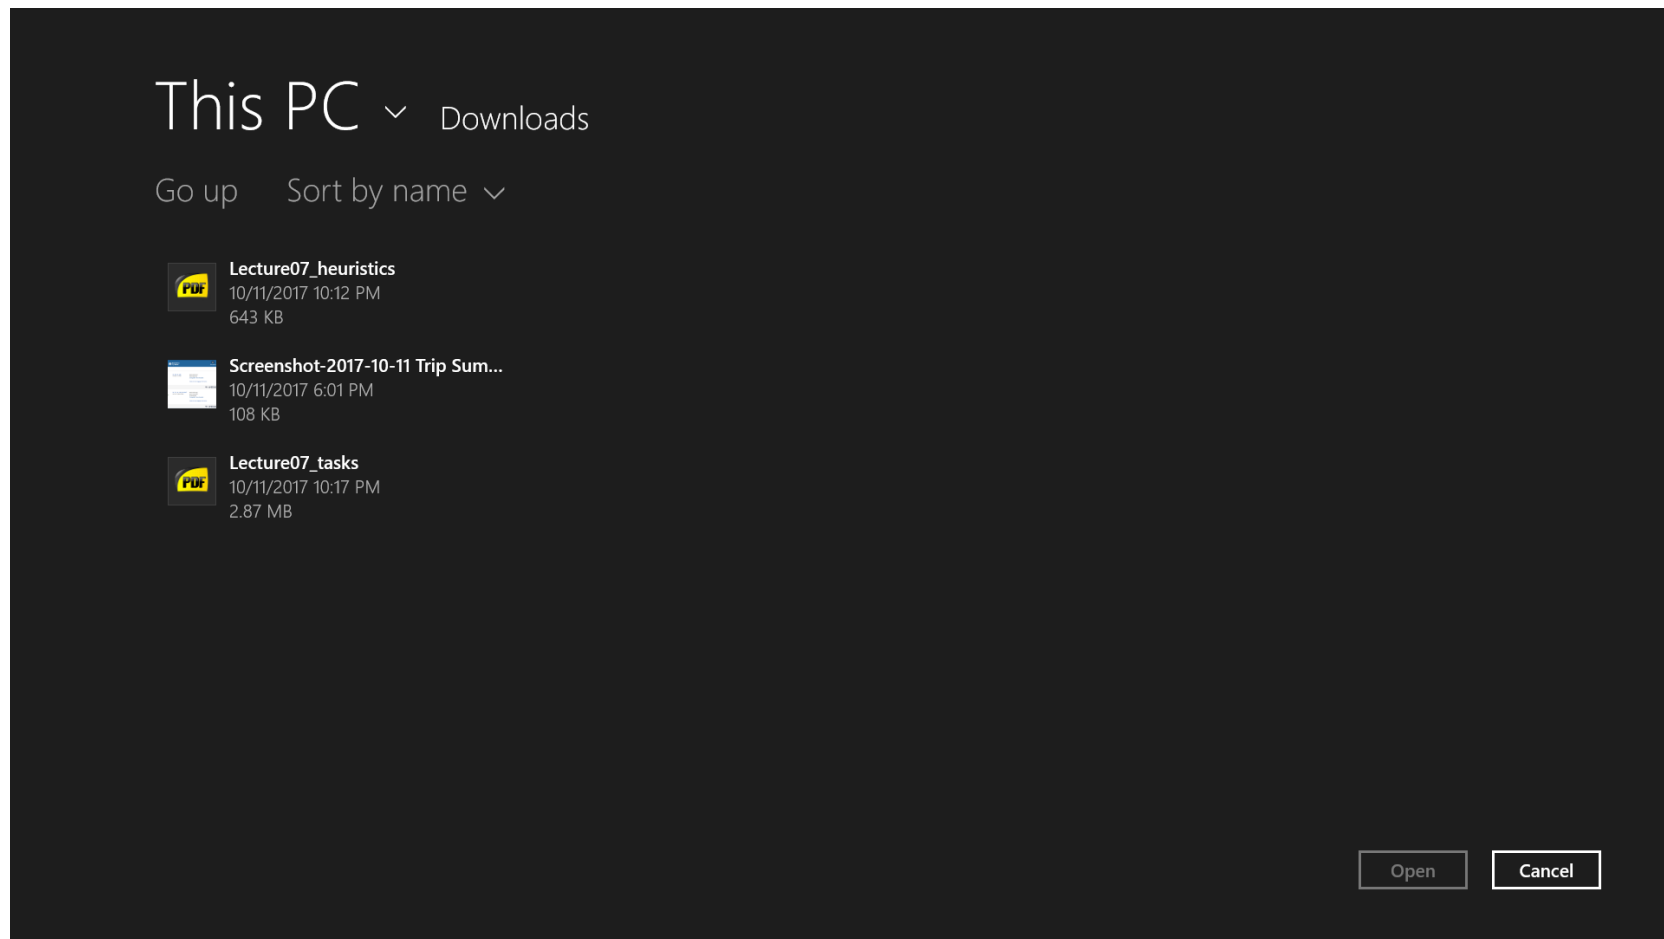 This PC Downloads
Go up Sort by name
PDF
Lecture07_heuristics
10/11/2017 10:12 PM
643 KB
Screenshot-2017-10-11 Trip Sum...
10/11/2017 6:01 PM
108 KB
PDF
Lecture07_tasks
10/11/2017 10:17 PM
2.87 MB
Open Cancel